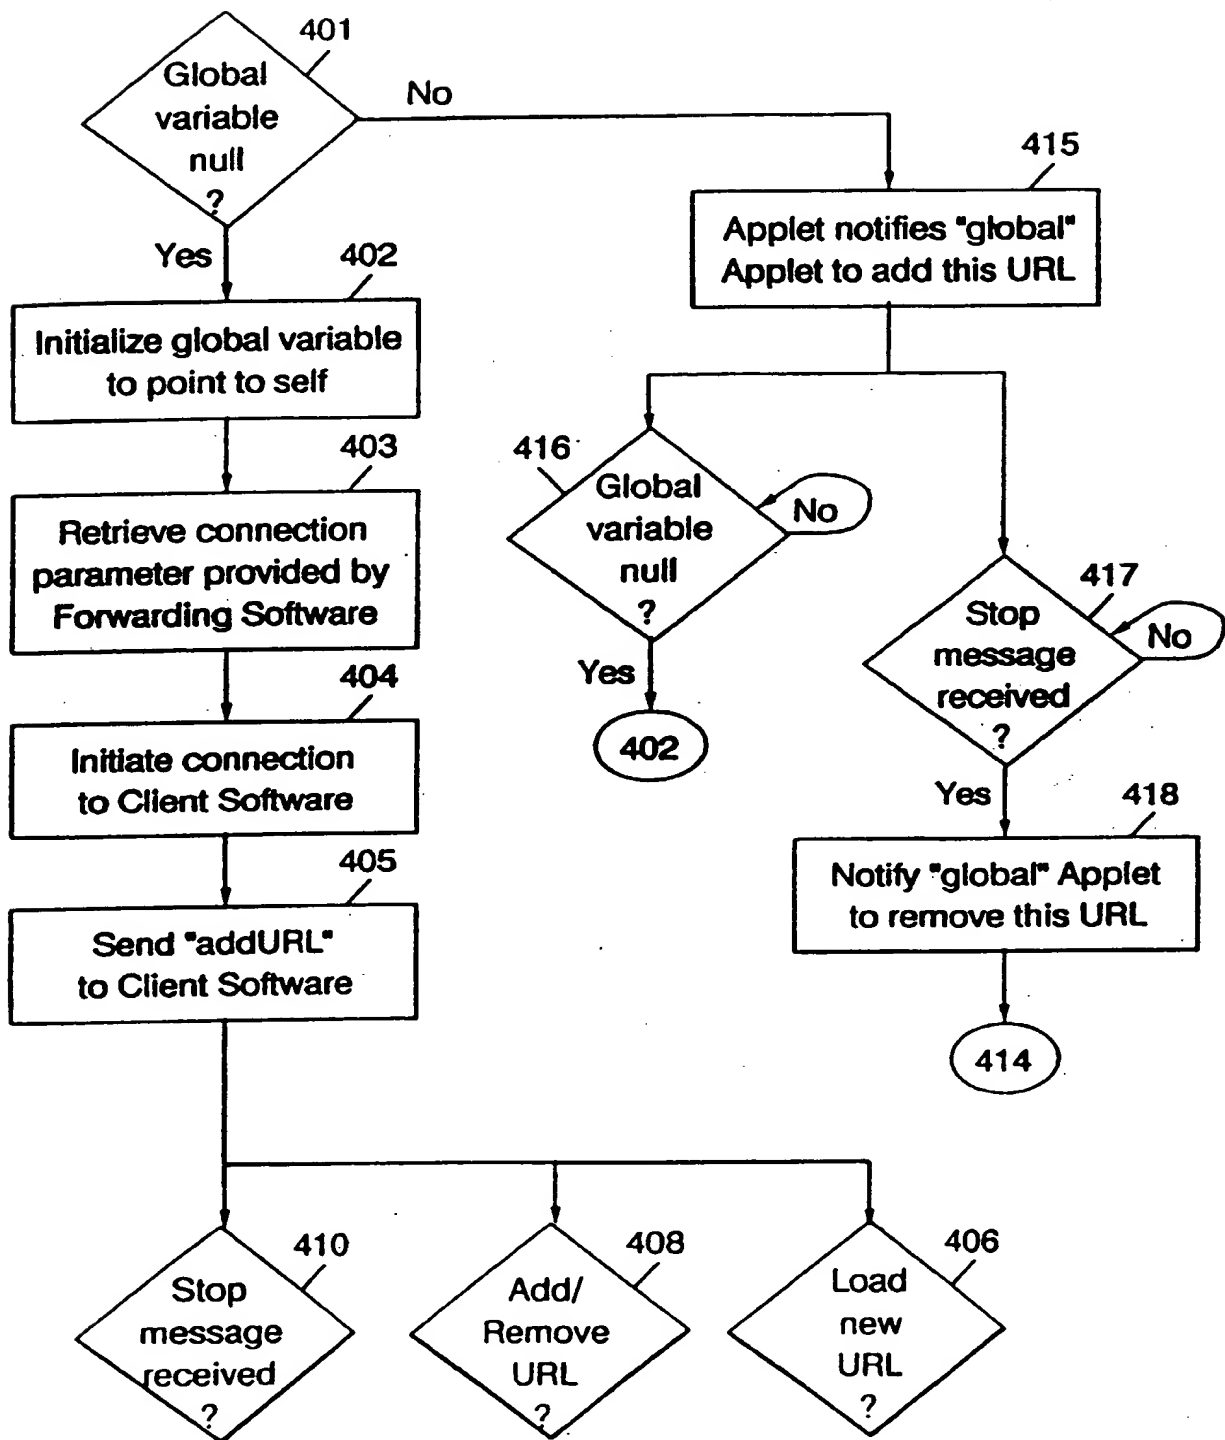 401
Global
variable
null
?
No
Yes
402
Initialize global variable
to point to self
403
Retrieve connection
parameter provided by
Forwarding Software
404
Initiate connection
to Client Software
405
Send "addURL"
to Client Software
410
Stop
message
received
?
408
Add/
Remove
URL
?
406
Load
new
URL
?
415
Applet notifies "global"
Applet to add this URL
416
Global
variable
null
?
No
Yes
402
417
Stop
message
received
?
No
Yes
418
Notify "global" Applet
to remove this URL
414